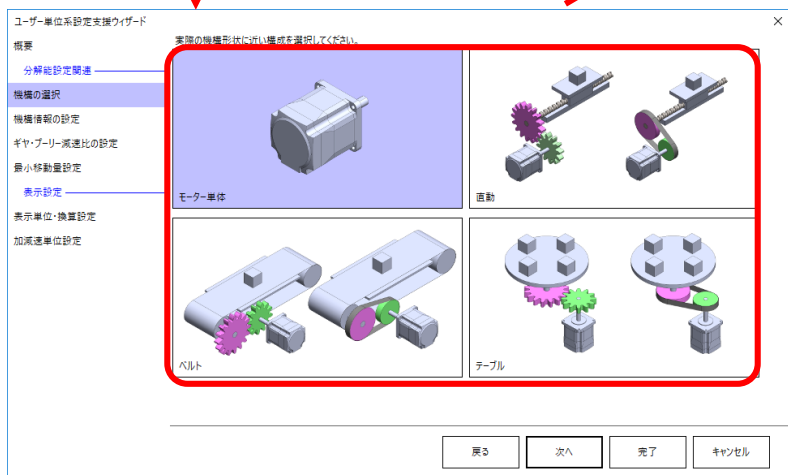 ユーザー単位系設定支援ウィザード
概要
分解能設定関連
機構の選択
機構情報の設定
ギヤ・プーリー減速比の設定
最小移動量設定
表示設定
表示単位・換算設定
加減速単位設定
実際の機構形状に近い構成を選択してください。
モーター単体
直動
ベルト
テーブル
戻る
次へ
完了
キャンセル